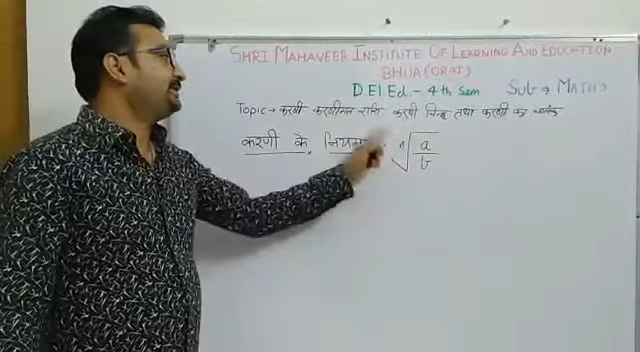 SHRI MAHAVEER INSTITUTE OF LEARNING AND EDUCATION
BHUA (ORAI)
D.El Ed - 4th Sem Sub → MATHS
Topic → करणी करणीगत राशि करणी चिन्ह तथा करणी का
करणी के नियम n√(a/b)